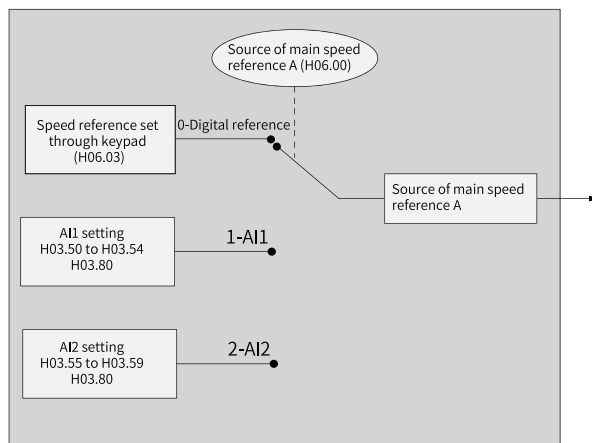 Source of main speed
reference A (H06.00)
Speed reference set
through keypad
(H06.03)
0-Digital reference
Source of main speed
reference A
AI1 setting
H03.50 to H03.54
H03.80
1-AI1
AI2 setting
H03.55 to H03.59
H03.80
2-AI2